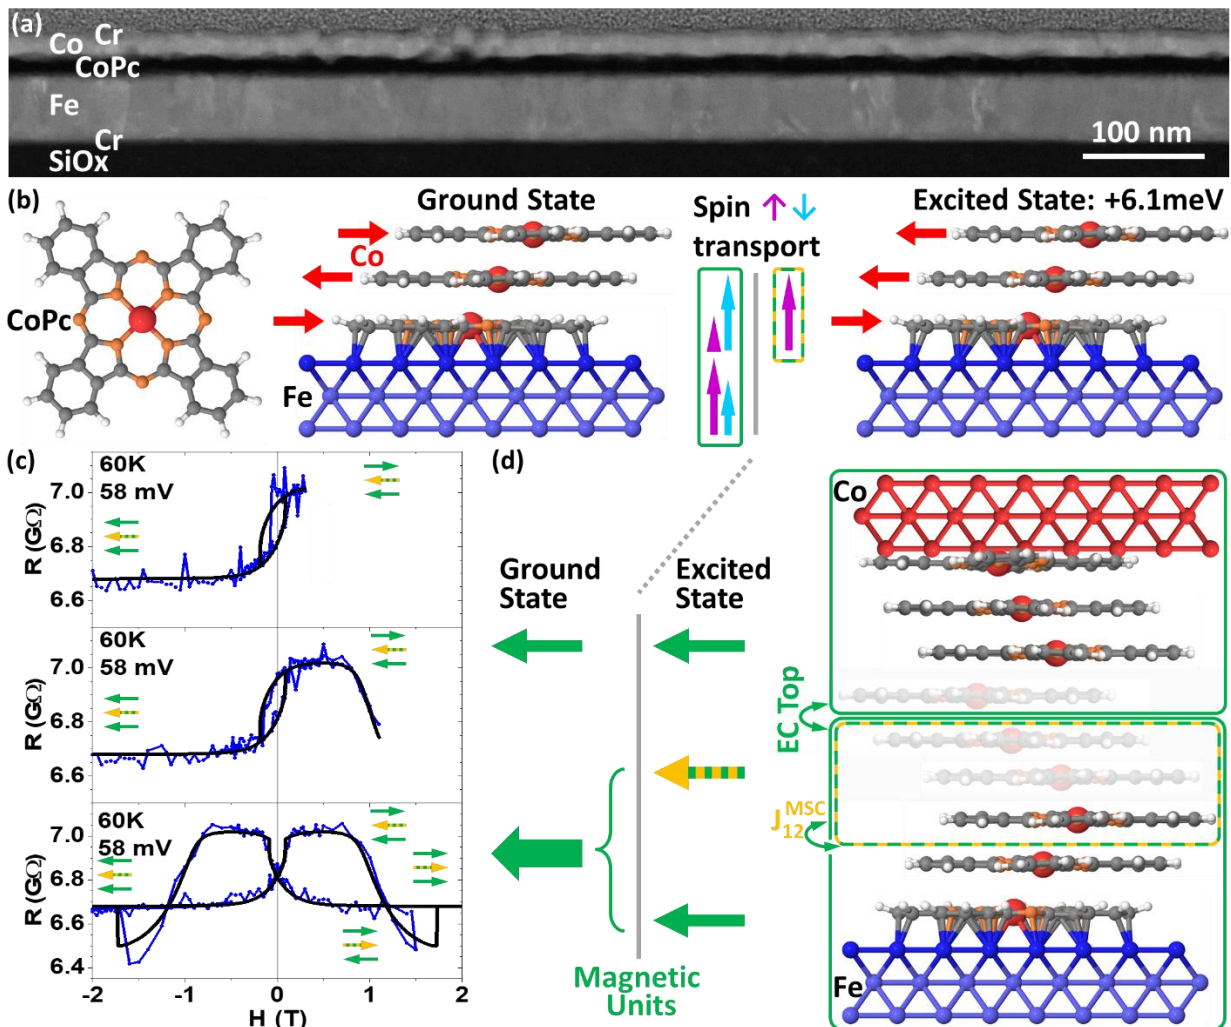 (a)
Cr
Co
CoPc
Fe
Cr
SiOx
100 nm
(b)
Ground State
Spin ↑↓
transport
Excited State: +6.1meV
Co
CoPc
Fe
(c)
60K
58 mV
7.0
6.8
6.6
R (GΩ)
60K
58 mV
7.0
6.8
6.6
R (GΩ)
60K
58 mV
7.0
6.8
6.6
6.4
R (GΩ)
-2 -1 0 1 2
H (T)
(d)
Ground
State
Excited
State
Magnetic
Units
Co
EC Top
J₁₂ᴹˢᶜ
Fe